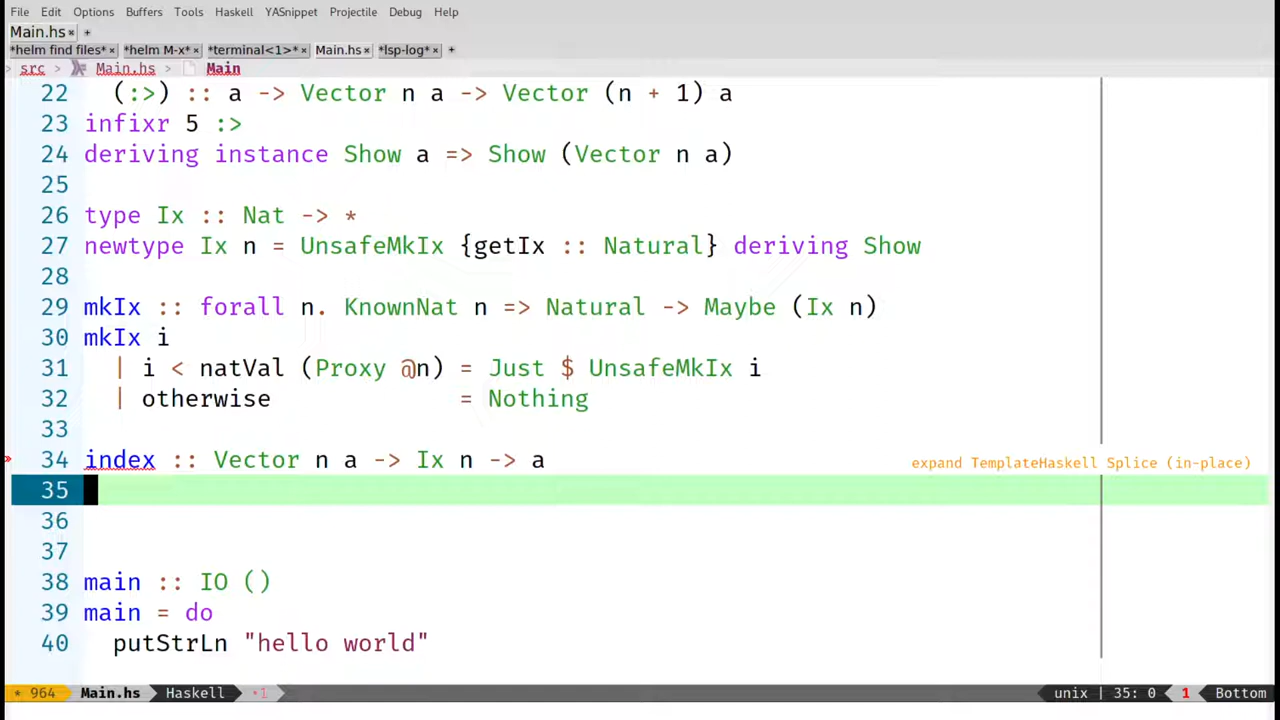 File Edit Options Buffers Tools Haskell YASnippet Projectile Debug Help
Main.hs × +
*helm find files* × *helm M-x* × *terminal<1>* × Main.hs × *lsp-log* × +
> src > Main.hs > Main
22 (:>) :: a -> Vector n a -> Vector (n + 1) a
23 infixr 5 :>
24 deriving instance Show a => Show (Vector n a)
25
26 type Ix :: Nat -> *
27 newtype Ix n = UnsafeMkIx {getIx :: Natural} deriving Show
28
29 mkIx :: forall n. KnownNat n => Natural -> Maybe (Ix n)
30 mkIx i
31 | i < natVal (Proxy @n) = Just $ UnsafeMkIx i
32 | otherwise = Nothing
33
» 34 index :: Vector n a -> Ix n -> a expand TemplateHaskell Splice (in-place)
35
36
37
38 main :: IO ()
39 main = do
40 putStrLn "hello world"
* 964 Main.hs Haskell •1 unix | 35: 0 1 Bottom